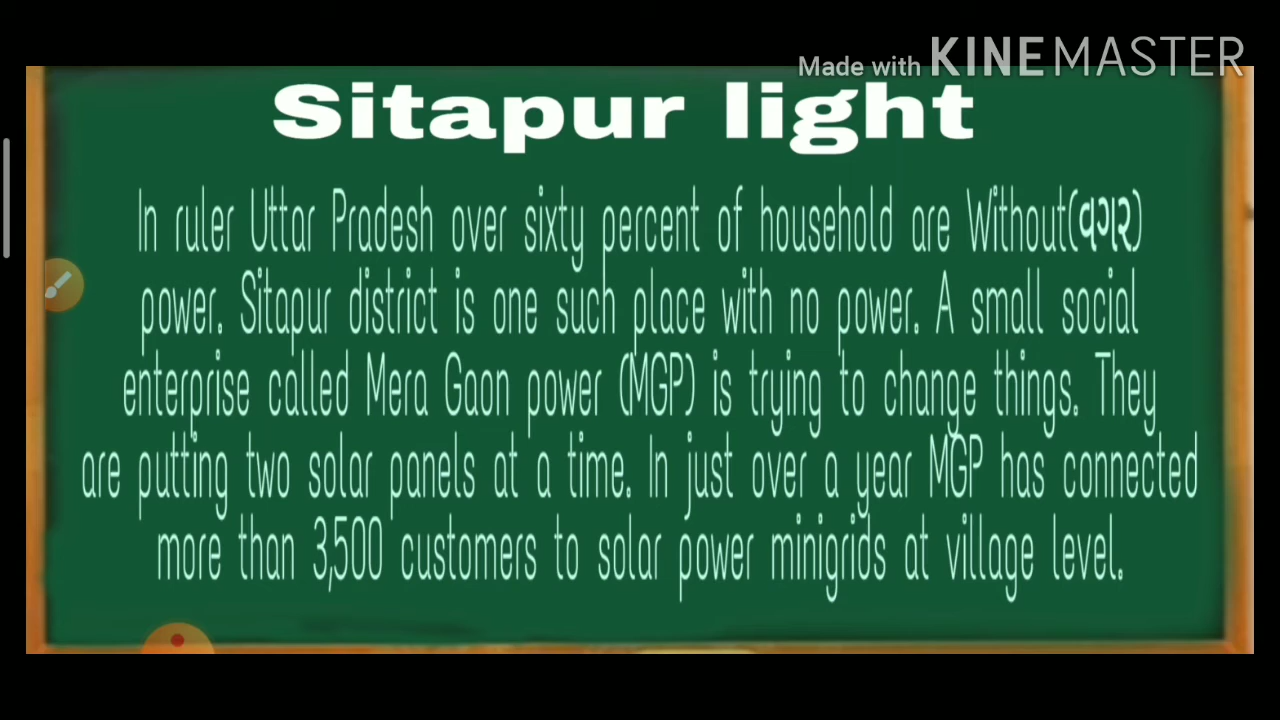 Made with KINEMASTER
Sitapur light
In ruler Uttar Pradesh over sixty percent of household are Without(વગર)
power. Sitapur district is one such place with no power. A small social
enterprise called Mera Gaon power (MGP) is trying to change things. They
are putting two solar panels at a time. In just over a year MGP has connected
more than 3,500 customers to solar power minigrids at village level.